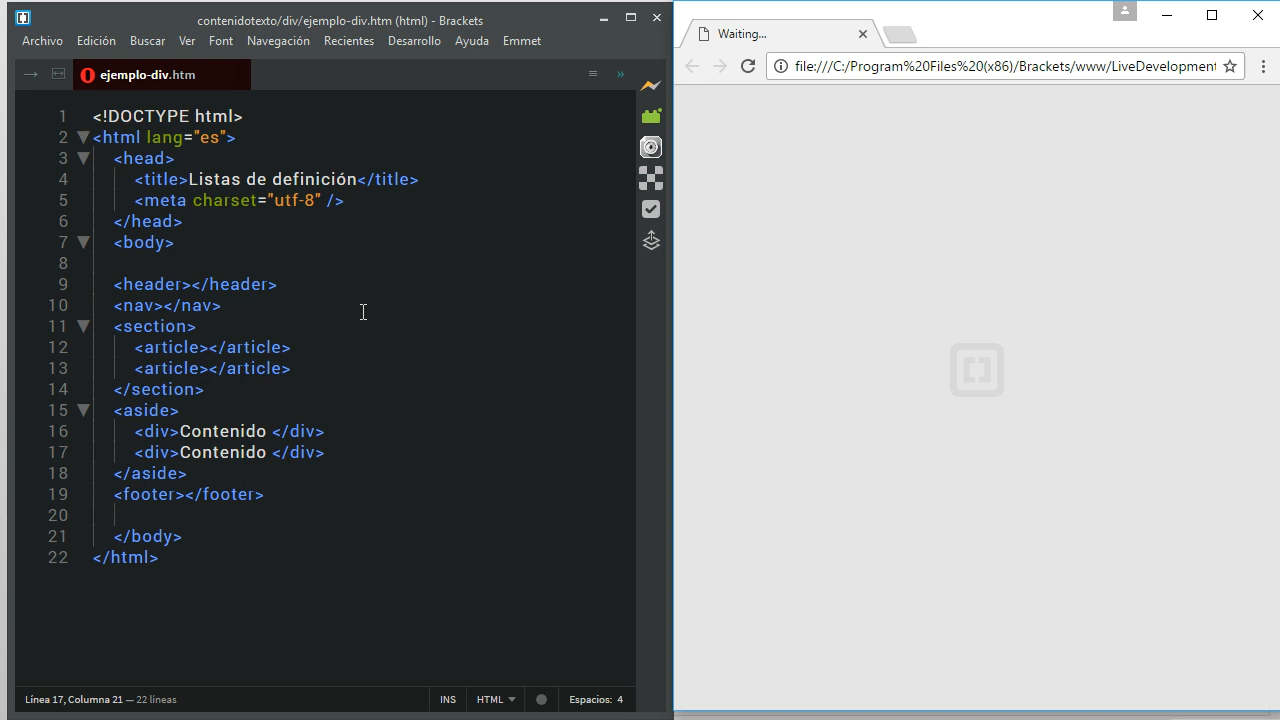 contenidotexto/div/ejemplo-div.htm (html) - Brackets
Archivo Edición Buscar Ver Font Navegación Recientes Desarrollo Ayuda Emmet
ejemplo-div.htm
1 <!DOCTYPE html>
2 <html lang="es">
3 <head>
4 <title>Listas de definición</title>
5 <meta charset="utf-8" />
6 </head>
7 <body>
8
9 <header></header>
10 <nav></nav>
11 <section>
12 <article></article>
13 <article></article>
14 </section>
15 <aside>
16 <div>Contenido </div>
17 <div>Contenido </div>
18 </aside>
19 <footer></footer>
20
21 </body>
22 </html>
Línea 17, Columna 21 — 22 líneas
INS HTML Espacios: 4
Waiting...
file:///C:/Program%20Files%20(x86)/Brackets/www/LiveDevelopment